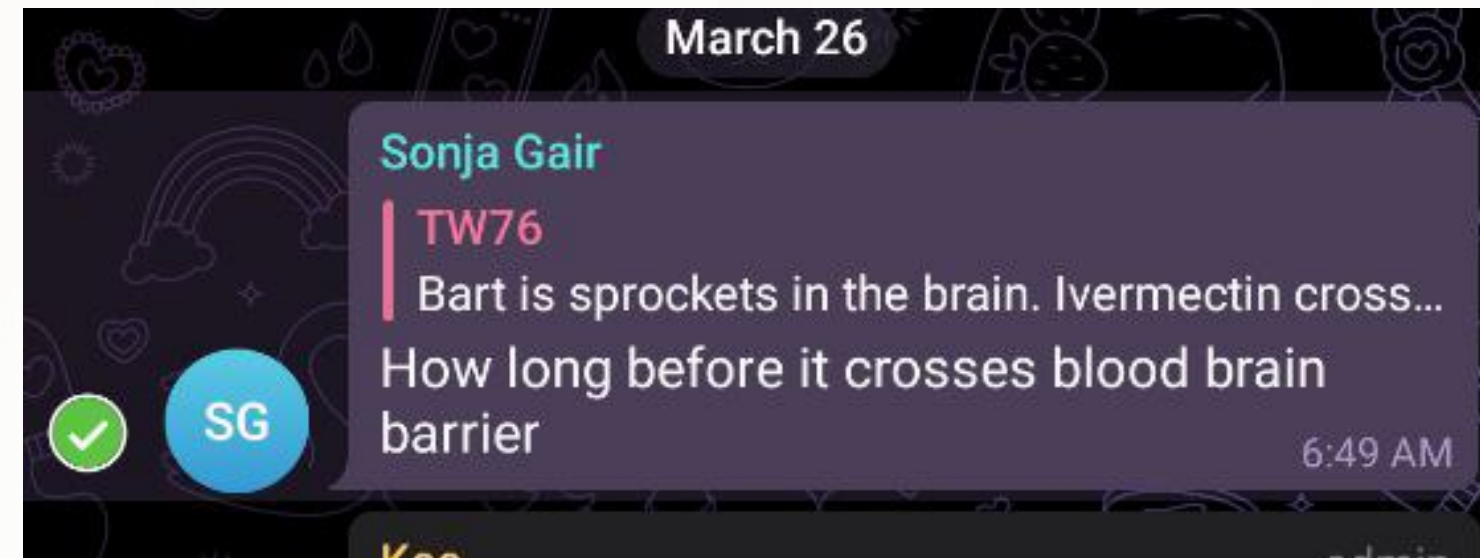 March 26
Sonja Gair
TW76
Bart is sprockets in the brain. Ivermectin cross...
How long before it crosses blood brain
barrier
SG
6:49 AM